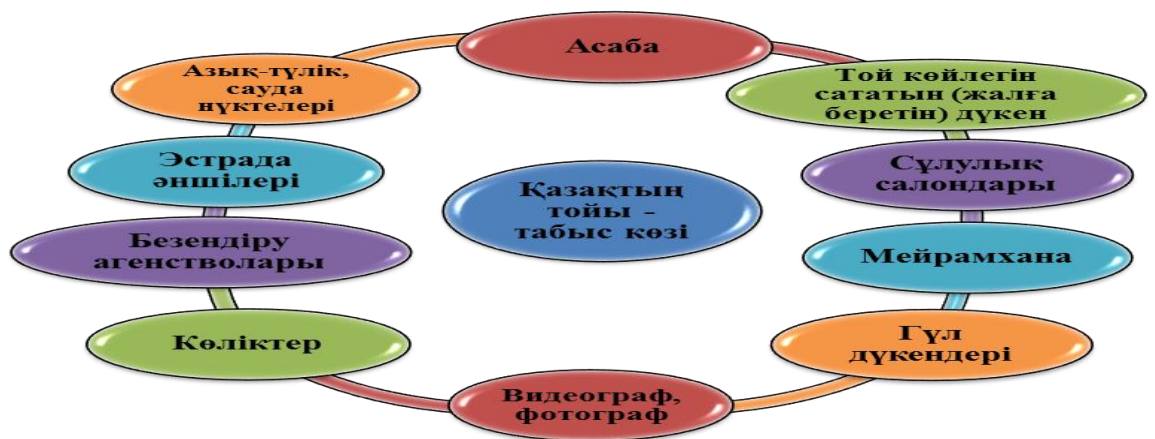 Асаба
Той көйлегін
сататын (жалға
беретін) дүкен
Сұлулық
салондары
Мейрамхана
Гүл
дүкендері
Видеограф,
фотограф
Көліктер
Безендіру
агенстволары
Эстрада
әншілері
Азық-түлік,
сауда
нүктелері
Қазақтың
тойы -
табыс көзі